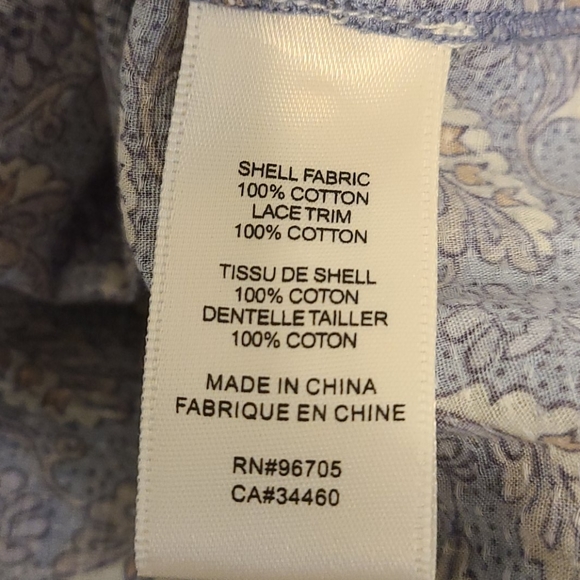 SHELL FABRIC
100% COTTON
LACE TRIM
100% COTTON
TISSU DE SHELL
100% COTON
DENTELLE TAILLER
100% COTON
MADE IN CHINA
FABRIQUE EN CHINE
RN#96705
CA#34460